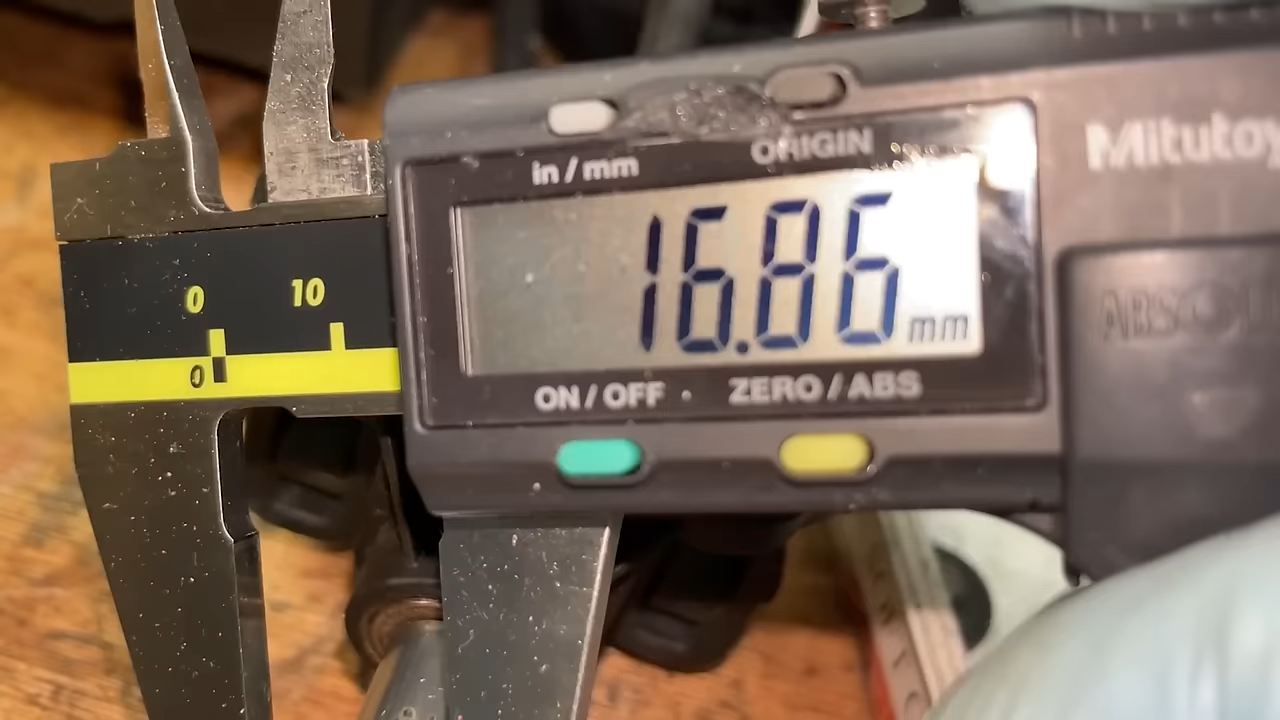 ORIGIN
in / mm
Mitutoy
16.86 mm
0 10
0
ON / OFF · ZERO / ABS